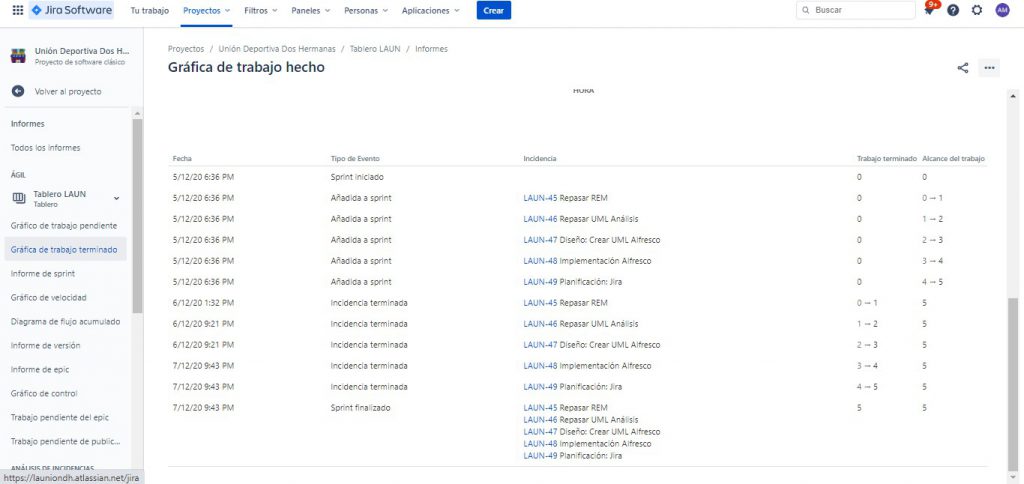 Jira Software Tu trabajo Proyectos Filtros Paneles Personas Aplicaciones Crear Buscar 9+ AM
Unión Deportiva Dos H...
Proyecto de software clásico
Volver al proyecto
Informes
Todos los informes
ÁGIL
Tablero LAUN
Tablero
Gráfico de trabajo pendiente
Gráfica de trabajo terminado
Informe de sprint
Gráfico de velocidad
Diagrama de flujo acumulado
Informe de versión
Informe de epic
Gráfico de control
Trabajo pendiente del epic
Trabajo pendiente de public...
ANÁLISIS DE INCIDENCIAS
https://launiondh.atlassian.net/jira
Proyectos / Unión Deportiva Dos Hermanas / Tablero LAUN / Informes
Gráfica de trabajo hecho
HORA
Fecha Tipo de Evento Incidencia Trabajo terminado Alcance del trabajo
5/12/20 6:36 PM Sprint iniciado 0 0
5/12/20 6:36 PM Añadida a sprint LAUN-45 Repasar REM 0 0 → 1
5/12/20 6:36 PM Añadida a sprint LAUN-46 Repasar UML Análisis 0 1 → 2
5/12/20 6:36 PM Añadida a sprint LAUN-47 Diseño: Crear UML Alfresco 0 2 → 3
5/12/20 6:36 PM Añadida a sprint LAUN-48 Implementación Alfresco 0 3 → 4
5/12/20 6:36 PM Añadida a sprint LAUN-49 Planificación: Jira 0 4 → 5
6/12/20 1:32 PM Incidencia terminada LAUN-45 Repasar REM 0 → 1 5
6/12/20 9:21 PM Incidencia terminada LAUN-46 Repasar UML Análisis 1 → 2 5
6/12/20 9:21 PM Incidencia terminada LAUN-47 Diseño: Crear UML Alfresco 2 → 3 5
7/12/20 9:43 PM Incidencia terminada LAUN-48 Implementación Alfresco 3 → 4 5
7/12/20 9:43 PM Incidencia terminada LAUN-49 Planificación: Jira 4 → 5 5
7/12/20 9:43 PM Sprint finalizado LAUN-45 Repasar REM 5 5
LAUN-46 Repasar UML Análisis
LAUN-47 Diseño: Crear UML Alfresco
LAUN-48 Implementación Alfresco
LAUN-49 Planificación: Jira